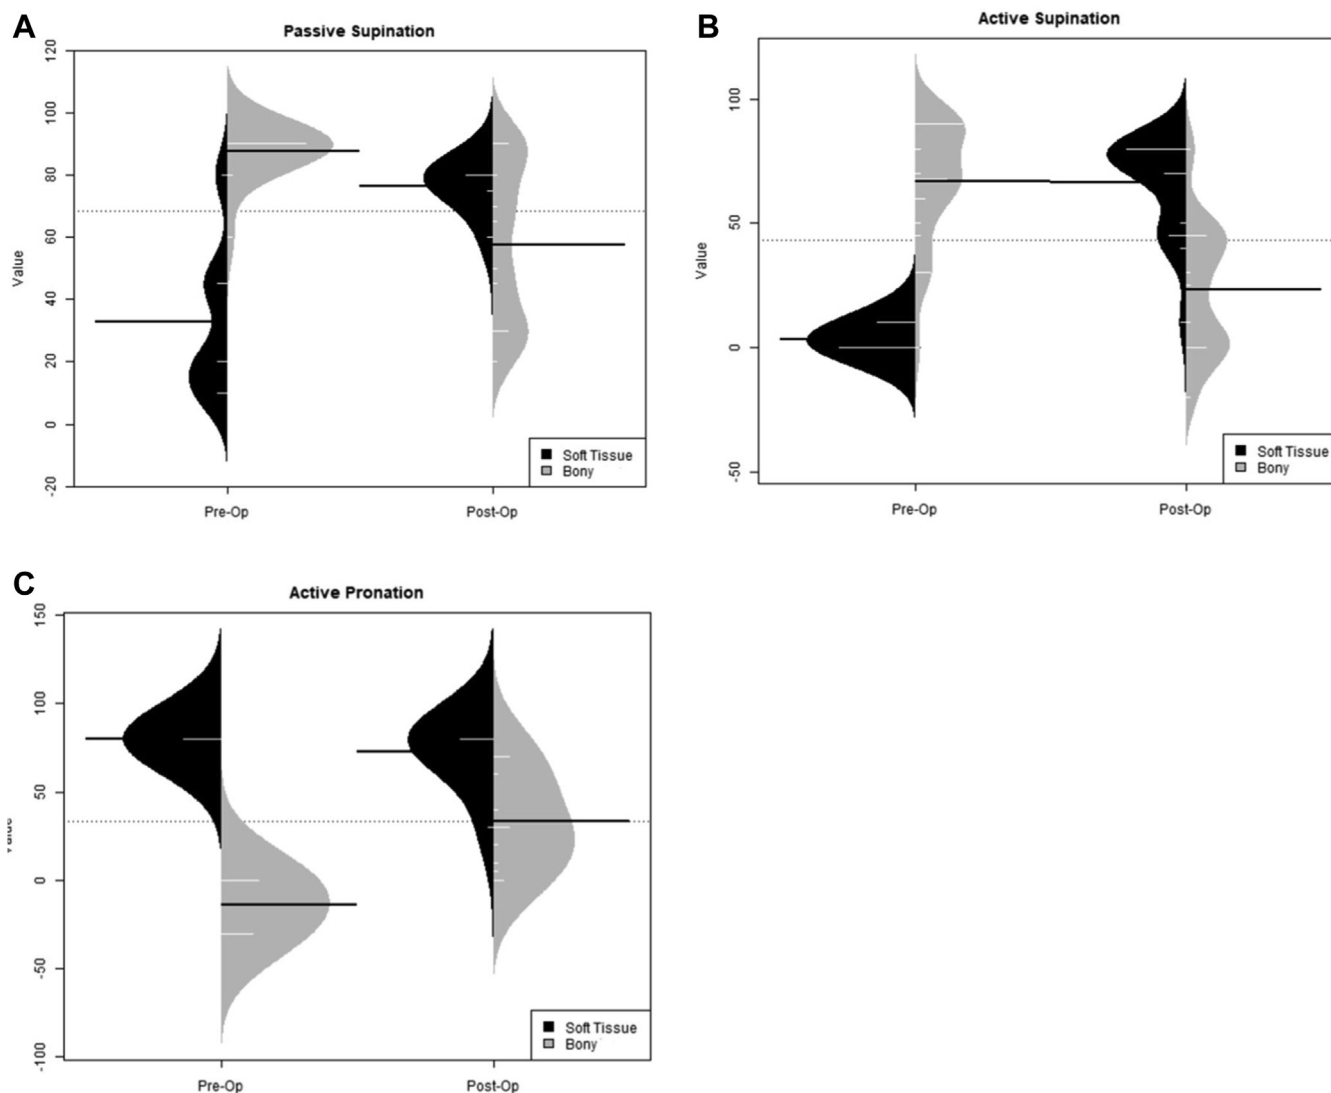 A
Passive Supination
120
100
80
60
40
20
0
-20
Value
Pre-Op
Post-Op
Soft Tissue
Bony
B
Active Supination
100
50
0
-50
Value
Pre-Op
Post-Op
Soft Tissue
Bony
C
Active Pronation
150
100
50
0
-50
-100
Value
Pre-Op
Post-Op
Soft Tissue
Bony